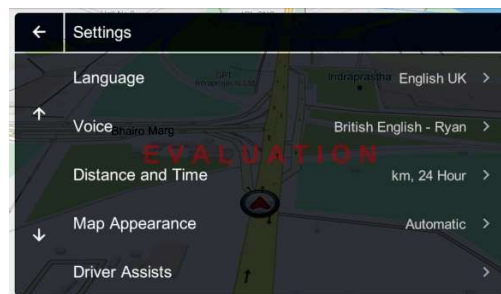 Settings
Language English UK
Indraprastha
Voice British English - Ryan
Bhairo Marg
EVALUATION
Distance and Time km, 24 Hour
Map Appearance Automatic
Driver Assists